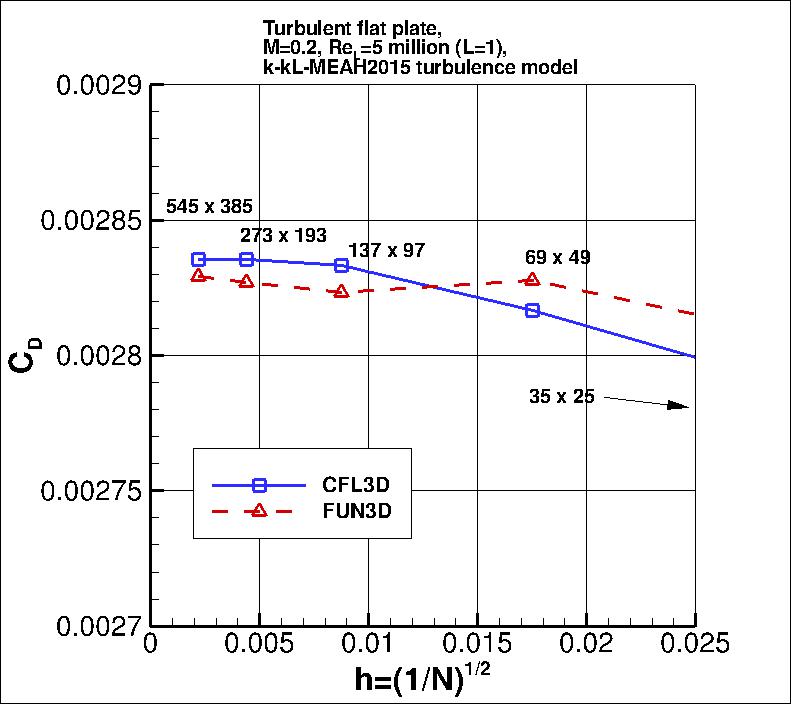 Turbulent flat plate,
M=0.2, Re_L=5 million (L=1),
k-kL-MEAH2015 turbulence model
0.0029
0.00285
0.0028
0.00275
0.0027
C_D
545 x 385
273 x 193
137 x 97
69 x 49
35 x 25
CFL3D
FUN3D
0 0.005 0.01 0.015 0.02 0.025
h=(1/N)^1/2